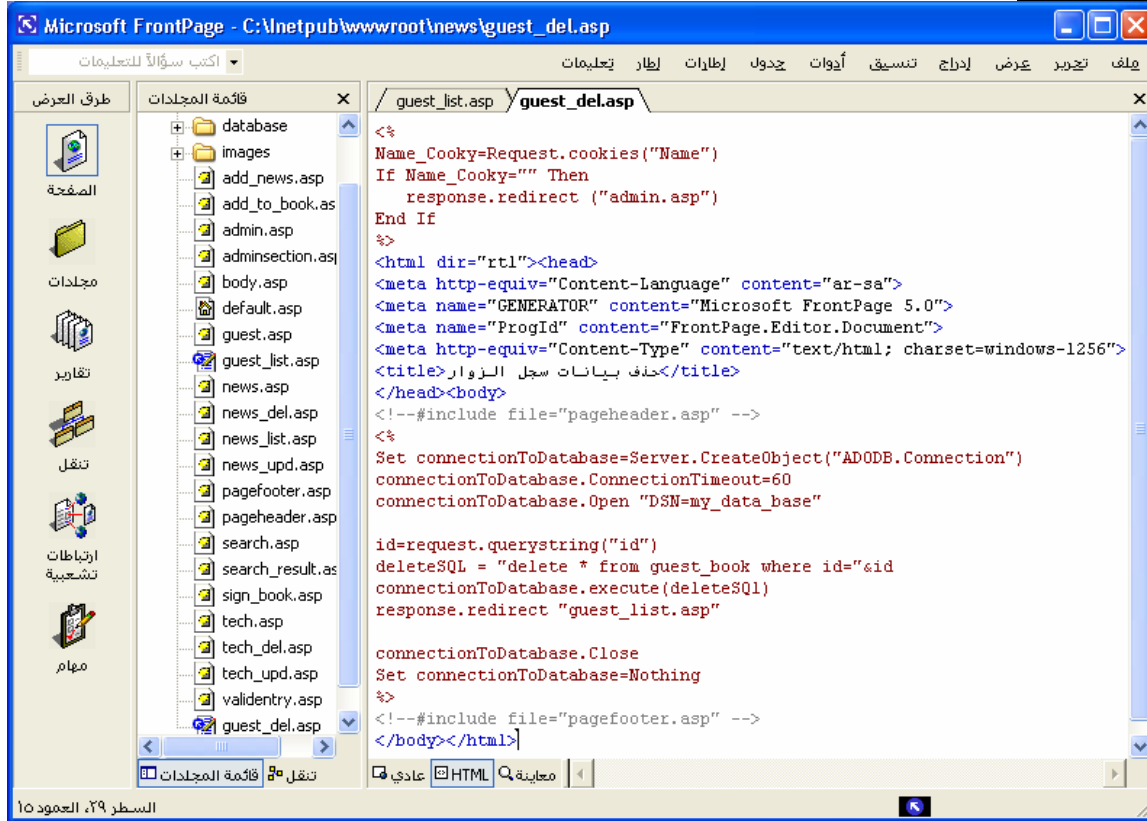 Microsoft FrontPage - C:\Inetpub\wwwroot\news\guest_del.asp
ملف تحرير عرض إدراج تنسيق أدوات جدول إطارات إطار تعليمات
اكتب سؤالاً للتعليمات
طرق العرض
الصفحة
مجلدات
تقارير
تنقل
ارتباطات
تشعبية
مهام
قائمة المجلدات
database
images
add_news.asp
add_to_book.as
admin.asp
adminsection.asp
body.asp
default.asp
guest.asp
guest_list.asp
news.asp
news_del.asp
news_list.asp
news_upd.asp
pagefooter.asp
pageheader.asp
search.asp
search_result.as
sign_book.asp
tech.asp
tech_del.asp
tech_upd.asp
validentry.asp
guest_del.asp
قائمة المجلدات تنقل
guest_list.asp guest_del.asp
<%
Name_Cooky=Request.cookies("Name")
If Name_Cooky="" Then
response.redirect ("admin.asp")
End If
%>
<html dir="rtl"><head>
<meta http-equiv="Content-Language" content="ar-sa">
<meta name="GENERATOR" content="Microsoft FrontPage 5.0">
<meta name="ProgId" content="FrontPage.Editor.Document">
<meta http-equiv="Content-Type" content="text/html; charset=windows-1256">
<title>حذف بيانات سجل الزوار</title>
</head><body>
<!--#include file="pageheader.asp" -->
<%
Set connectionToDatabase=Server.CreateObject("ADODB.Connection")
connectionToDatabase.ConnectionTimeout=60
connectionToDatabase.Open "DSN=my_data_base"
id=request.querystring("id")
deleteSQL = "delete * from guest_book where id="&id
connectionToDatabase.execute(deleteSQl)
response.redirect "guest_list.asp"
connectionToDatabase.Close
Set connectionToDatabase=Nothing
%>
<!--#include file="pagefooter.asp" -->
</body></html>
عادي HTML معاينة
السطر ٢٩، العمود ١٥